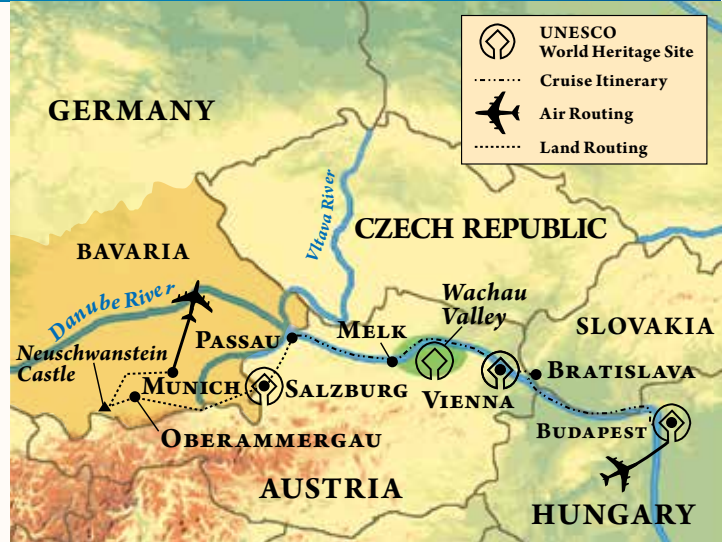 UNESCO
World Heritage Site
Cruise Itinerary
Air Routing
Land Routing
GERMANY
Vltava River
CZECH REPUBLIC
BAVARIA
Danube River
Wachau
Valley
SLOVAKIA
PASSAU
MELK
Neuschwanstein
Castle
MUNICH
SALZBURG
VIENNA
BRATISLAVA
OBERAMMERGAU
BUDAPEST
AUSTRIA
HUNGARY